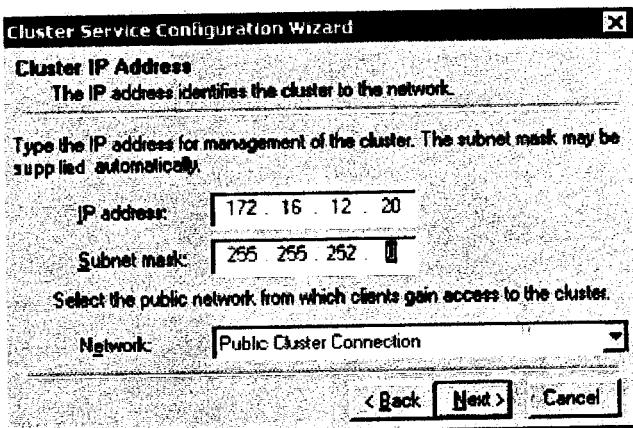 Cluster Service Configuration Wizard
Cluster IP Address
The IP address identifies the cluster to the network.
Type the IP address for management of the cluster. The subnet mask may be
supplied automatically.
IP address: 172 . 16 . 12 . 20
Subnet mask: 255 . 255 . 252 . 0
Select the public network from which clients gain access to the cluster.
Network: Public Cluster Connection
< Back Next > Cancel